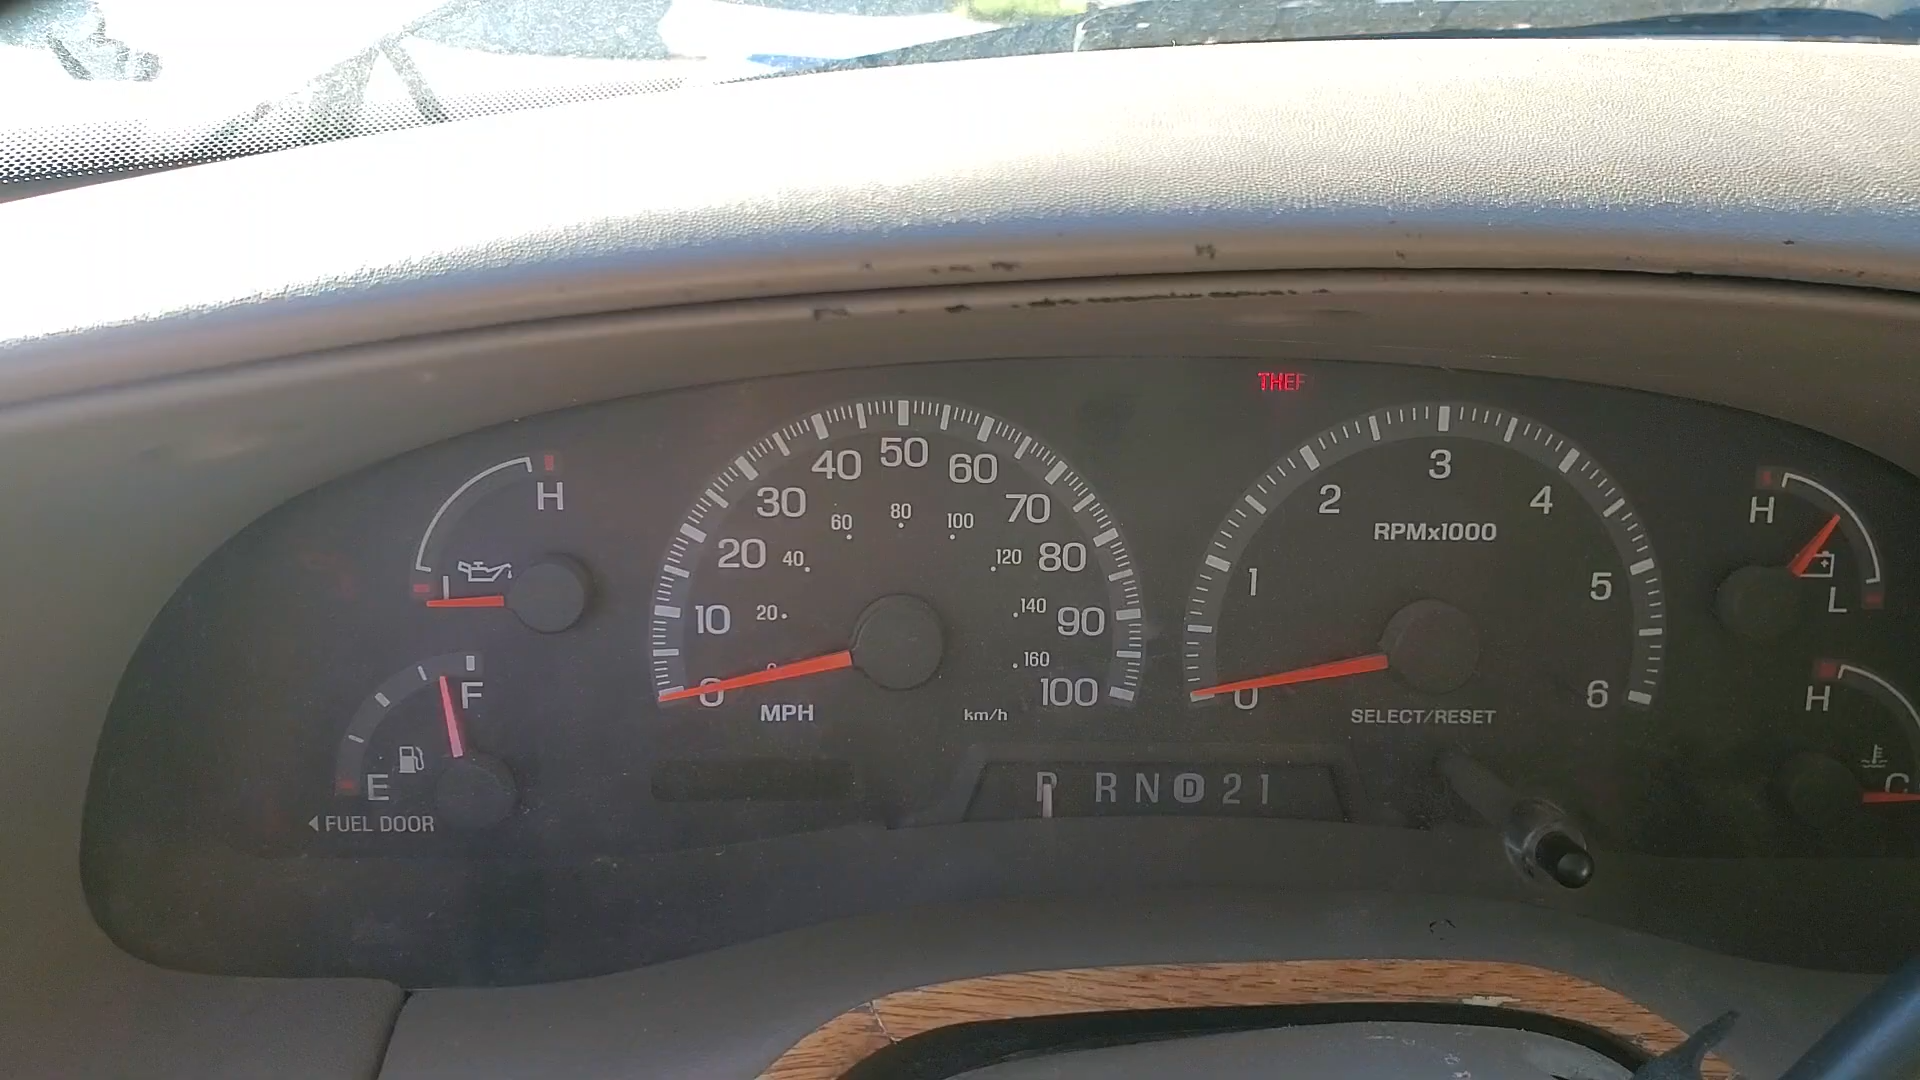 THEF
H
L
F
E
◄ FUEL DOOR
0 10 20 30 40 50 60 70 80 90 100
20 40 60 80 100 120 140 160
MPH
km/h
P R N D 2 1
0 1 2 3 4 5 6
RPMx1000
SELECT/RESET
H
L
H
C